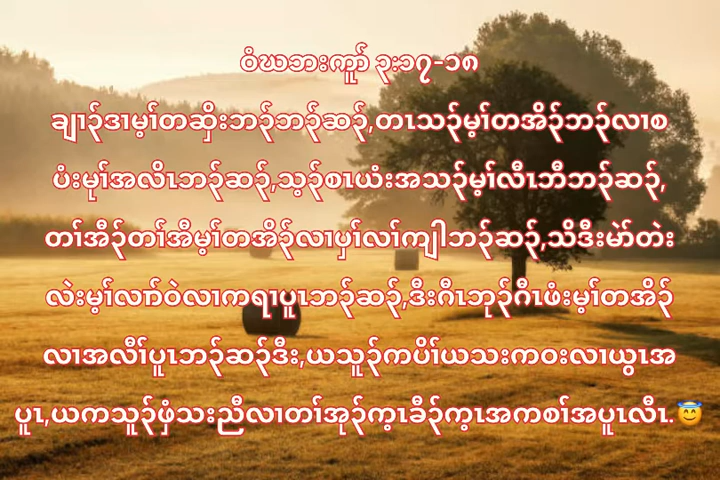 ဝံဃဘးကူာ် ၃း၁၇-၁၈
ချၢၣ်ဒၢမ့ၢ်တဆှိးဘၣ်ဘၣ်ဆၣ်,တၤသၣ်မ့ၢ်တအိၣ်ဘၣ်လၢစ
ပံးမုၢ်အလိၤဘၣ်ဆၣ်,သ့ၣ်စၤယံးအသၣ်မ့ၢ်လီၤဘီဘၣ်ဆၣ်,
တၢ်အီၣ်တၢ်အီမ့ၢ်တအိၣ်လၢပှၢ်လၢ်ကျါဘၣ်ဆၣ်,သိဒီးမဲာ်တဲး
လဲးမ့ၢ်လၢာ်ဝဲလၢကရၢပူၤဘၣ်ဆၣ်,ဒီးဂီၤဘုၣ်ဂီၤဖံးမ့ၢ်တအိၣ်
လၢအလီၢ်ပူၤဘၣ်ဆၣ်ဒီး,ယသူၣ်ကပိၢ်ယသးကဝးလၢယွၤအ
ပူၤ,ယကသူၣ်ဖှံသးညီလၢတၢ်အုၣ်က့ၤခီၣ်က့ၤအကစၢ်အပူၤလီၤ.😇